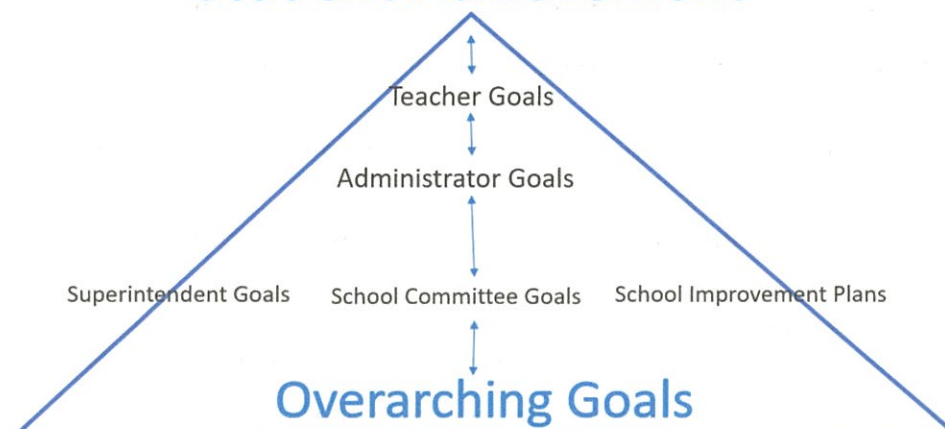 Teacher Goals
Administrator Goals
Superintendent Goals School Committee Goals School Improvement Plans
Overarching Goals